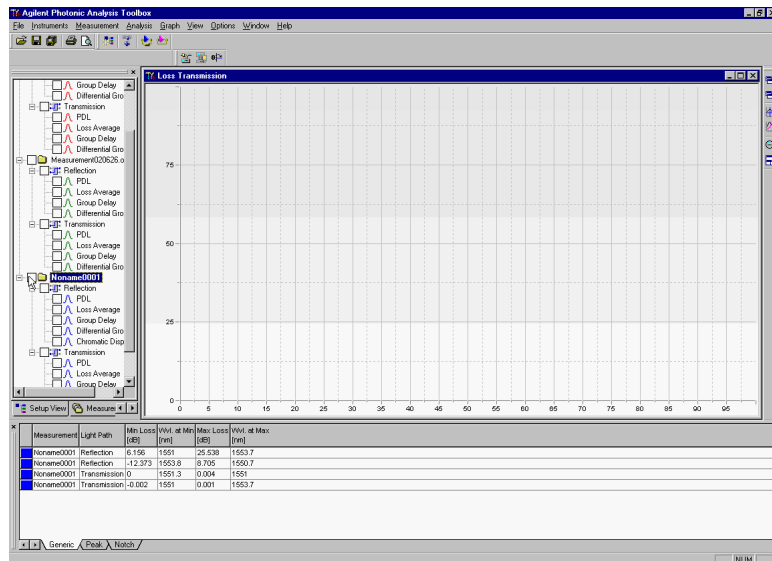 Agilent Photonic Analysis Toolbox
File Instruments Measurement Analysis Graph View Options Window Help
Group Delay
Differential Gro
Transmission
PDL
Loss Average
Group Delay
Differential Gro
Measurement020626.o
Reflection
PDL
Loss Average
Group Delay
Differential Gro
Transmission
PDL
Loss Average
Group Delay
Differential Gro
Noname0001
Reflection
PDL
Loss Average
Group Delay
Differential Gro
Chromatic Disp
Transmission
PDL
Loss Average
Group Delay
Setup View Measure
Loss Transmission
75
50
25
0
0 5 10 15 20 25 30 35 40 45 50 55 60 65 70 75 80 85 90 95
Measurement Light Path Min Loss [dB] Wvl. at Min [nm] Max Loss [dB] Wvl. at Max [nm]
Noname0001 Reflection 6.156 1551 25.538 1553.7
Noname0001 Reflection -12.373 1553.8 8.705 1550.7
Noname0001 Transmission 0 1551.3 0.004 1551
Noname0001 Transmission -0.002 1551 0.001 1553.7
Generic Peak Notch
NUM